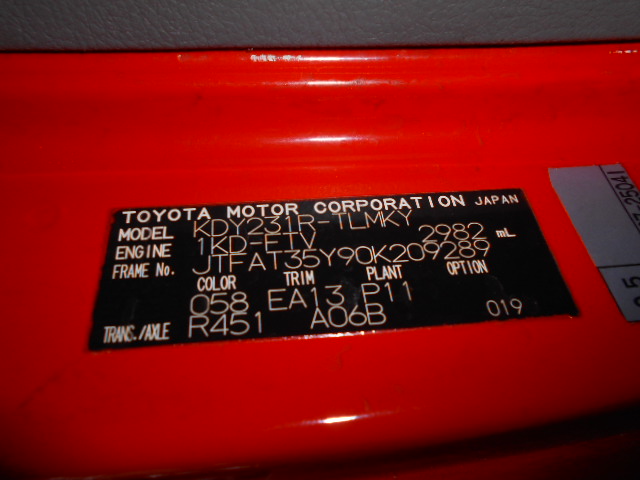 TOYOTA MOTOR CORPORATION JAPAN
MODEL KDY231R-TLMKY
ENGINE 1KD-FTV 2982 mL
FRAME No. JTFAT35Y90K209289
COLOR TRIM PLANT OPTION
058 EA13 P11
TRANS./AXLE R451 A06B 019
25041